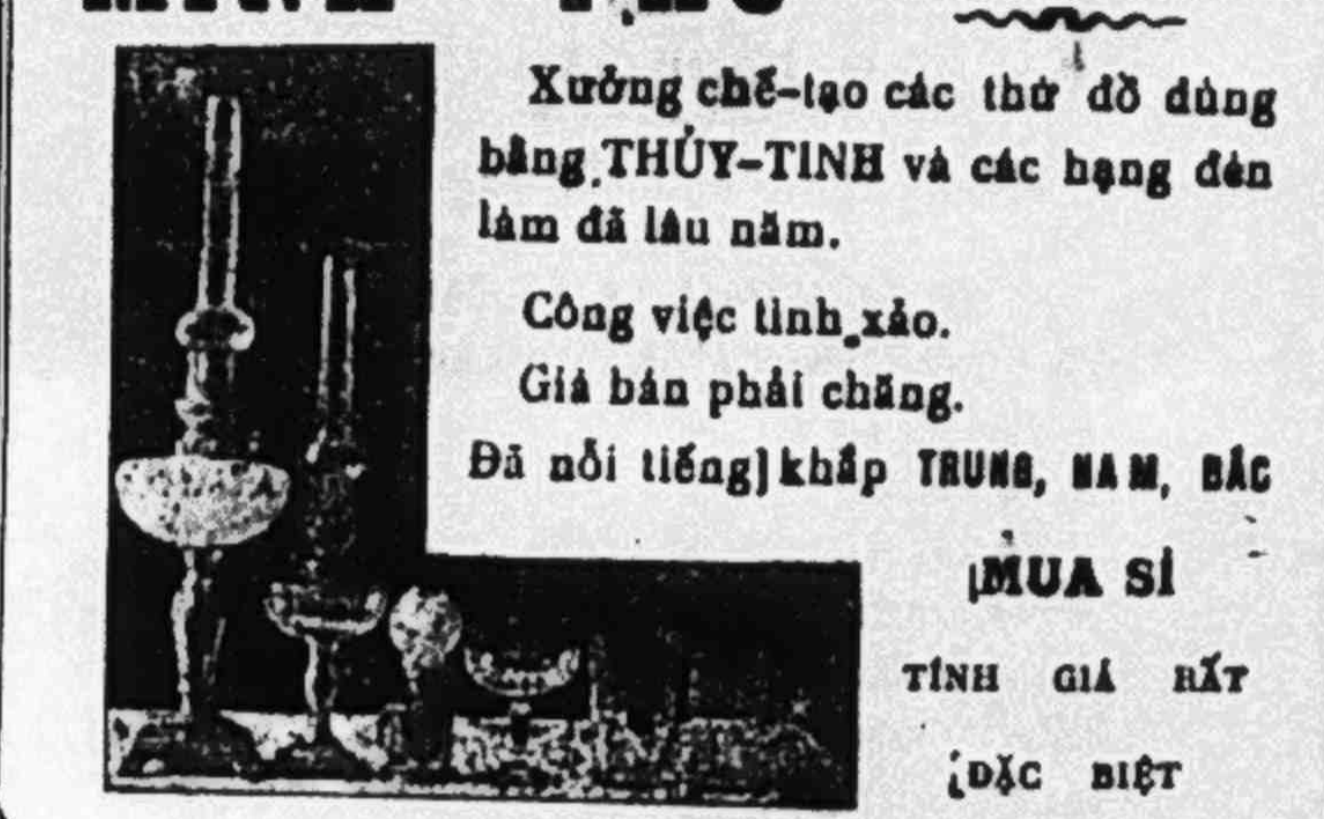 Xưởng chế-tạo các thứ đồ dùng
bằng THỦY-TINH và các hạng đèn
làm đã lâu năm.
Công việc tinh xảo.
Giá bán phải chăng.
Đã nổi tiếng khắp TRUNG, NAM, BẮC
MUA SỈ
TÍNH GIÁ RẤT
ĐẶC BIỆT